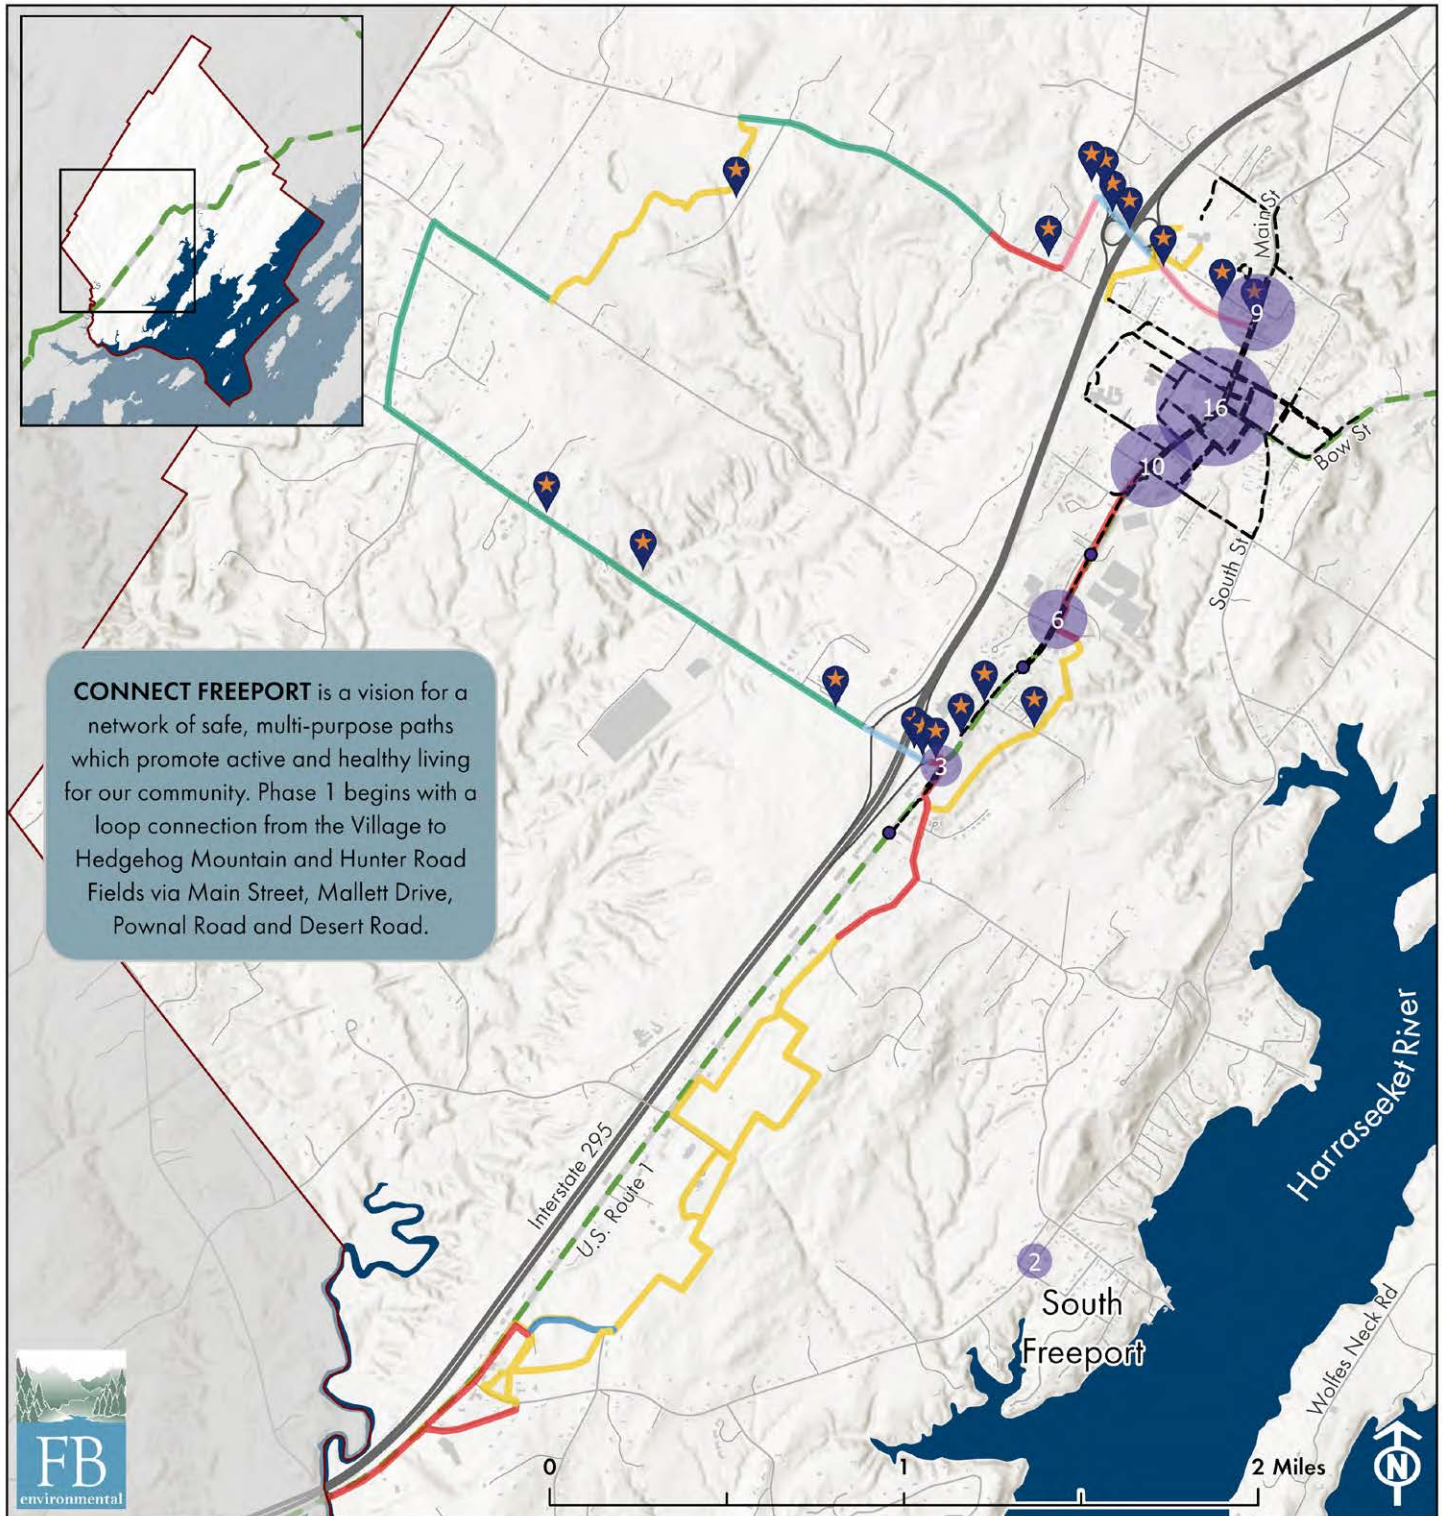 Main St
9
16
10
Bow St
South St
6
3
CONNECT FREEPORT is a vision for a
network of safe, multi-purpose paths
which promote active and healthy living
for our community. Phase 1 begins with a
loop connection from the Village to
Hedgehog Mountain and Hunter Road
Fields via Main Street, Mallett Drive,
Pownal Road and Desert Road.
Harraseeket River
Interstate 295
U.S. Route 1
2
South
Freeport
Wolfes Neck Rd
FB
environmental
0 1 2 Miles
N